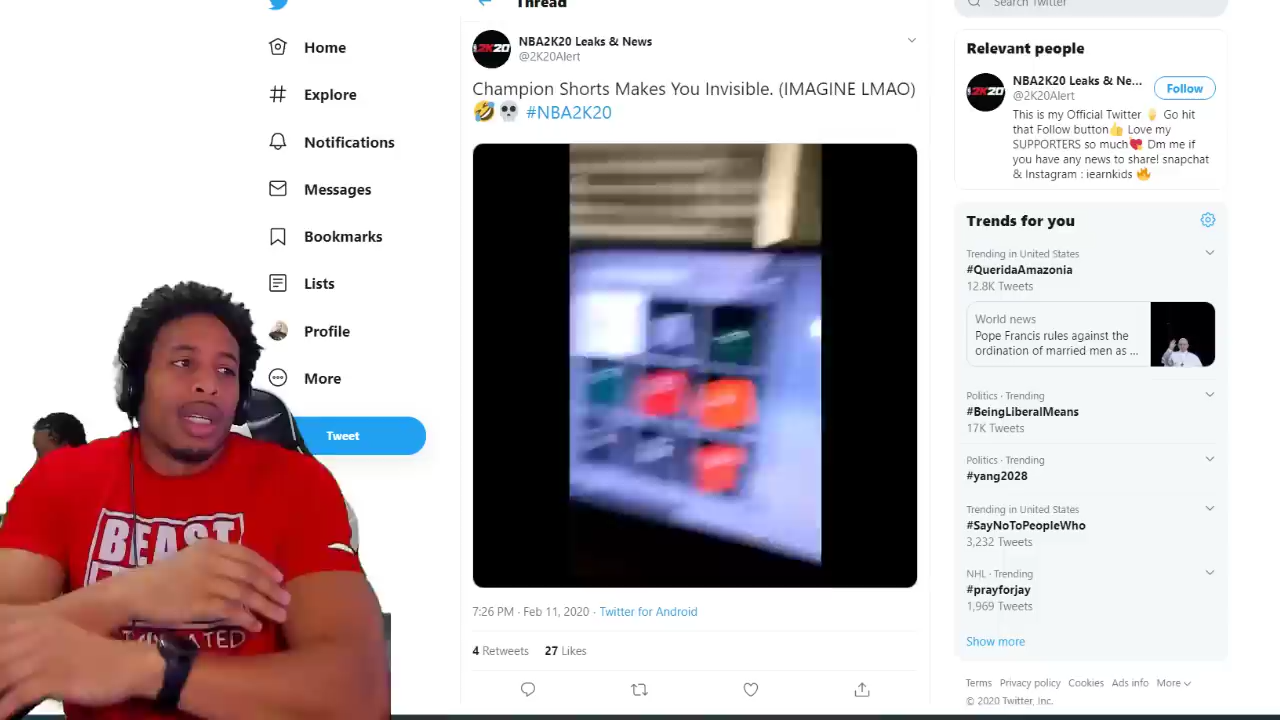 Thread
Search Twitter
Home
Explore
Notifications
Messages
Bookmarks
Lists
Profile
More
Tweet
2K20
NBA2K20 Leaks & News
@2K20Alert
Champion Shorts Makes You Invisible. (IMAGINE LMAO)
🤣💀 #NBA2K20
7:26 PM · Feb 11, 2020 · Twitter for Android
4 Retweets 27 Likes
Relevant people
2K20
NBA2K20 Leaks & Ne...
@2K20Alert
Follow
This is my Official Twitter 👇 Go hit
that Follow button👍 Love my
SUPPORTERS so much💘 Dm me if
you have any news to share! snapchat
& Instagram : iearnkids 🔥
Trends for you
Trending in United States
#QueridaAmazonia
12.8K Tweets
World news
Pope Francis rules against the
ordination of married men as ...
Politics · Trending
#BeingLiberalMeans
17K Tweets
Politics · Trending
#yang2028
Trending in United States
#SayNoToPeopleWho
3,232 Tweets
NHL · Trending
#prayforjay
1,969 Tweets
Show more
Terms Privacy policy Cookies Ads info More
© 2020 Twitter, Inc.
BEAST